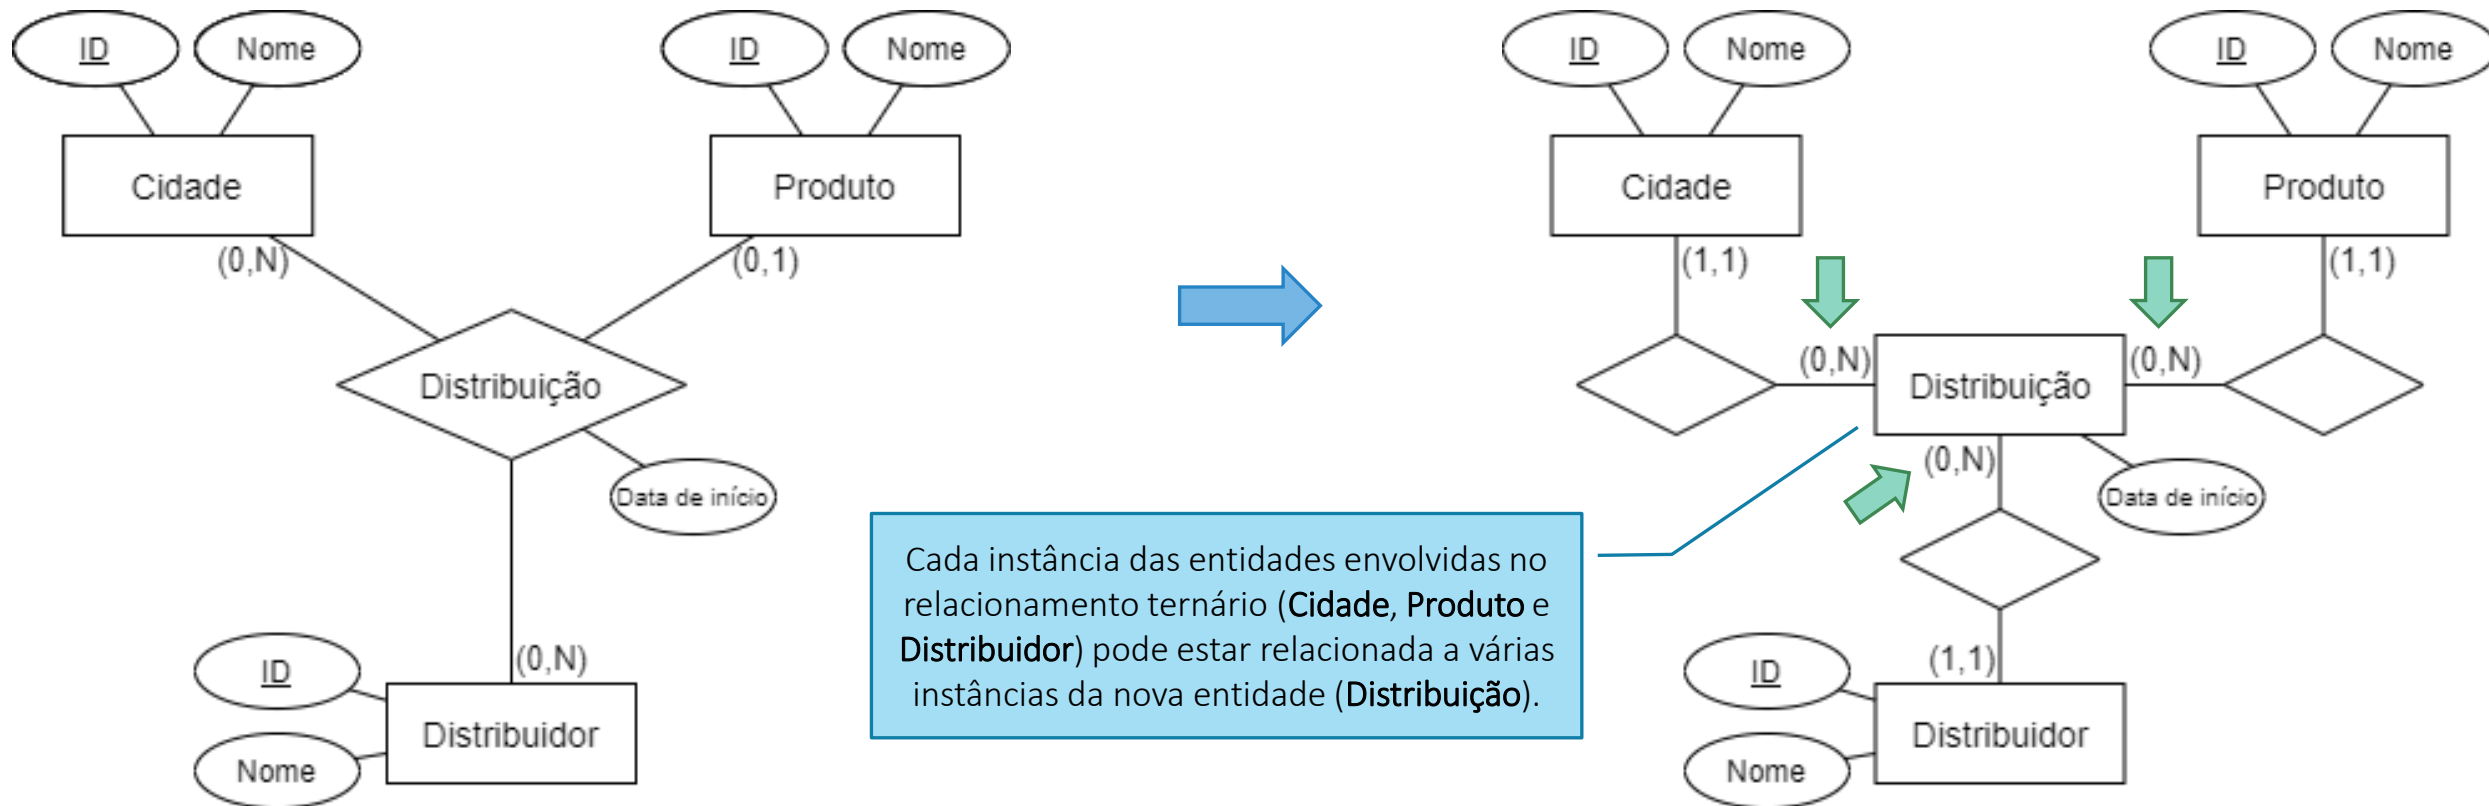 ID
Nome
ID
Nome
Cidade
Produto
(0,N)
(0,1)
Distribuição
Data de início
(0,N)
ID
Distribuidor
Nome
ID
Nome
ID
Nome
Cidade
Produto
(1,1)
(1,1)
(0,N)
Distribuição
(0,N)
(0,N)
Data de início
Cada instância das entidades envolvidas no
relacionamento ternário (Cidade, Produto e
Distribuidor) pode estar relacionada a várias
instâncias da nova entidade (Distribuição).
(1,1)
ID
Distribuidor
Nome